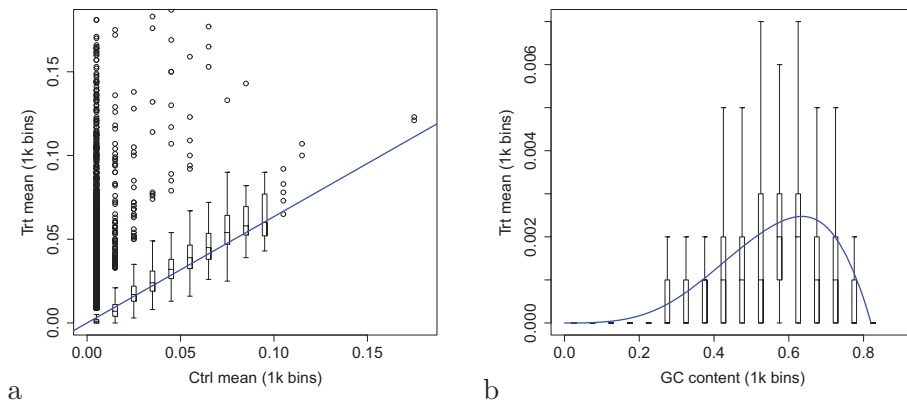 0.00 0.05 0.10 0.15
Trt mean (1k bins)
0.00 0.05 0.10 0.15
Ctrl mean (1k bins)
a
0.000 0.002 0.004 0.006
Trt mean (1k bins)
0.0 0.2 0.4 0.6 0.8
GC content (1k bins)
b